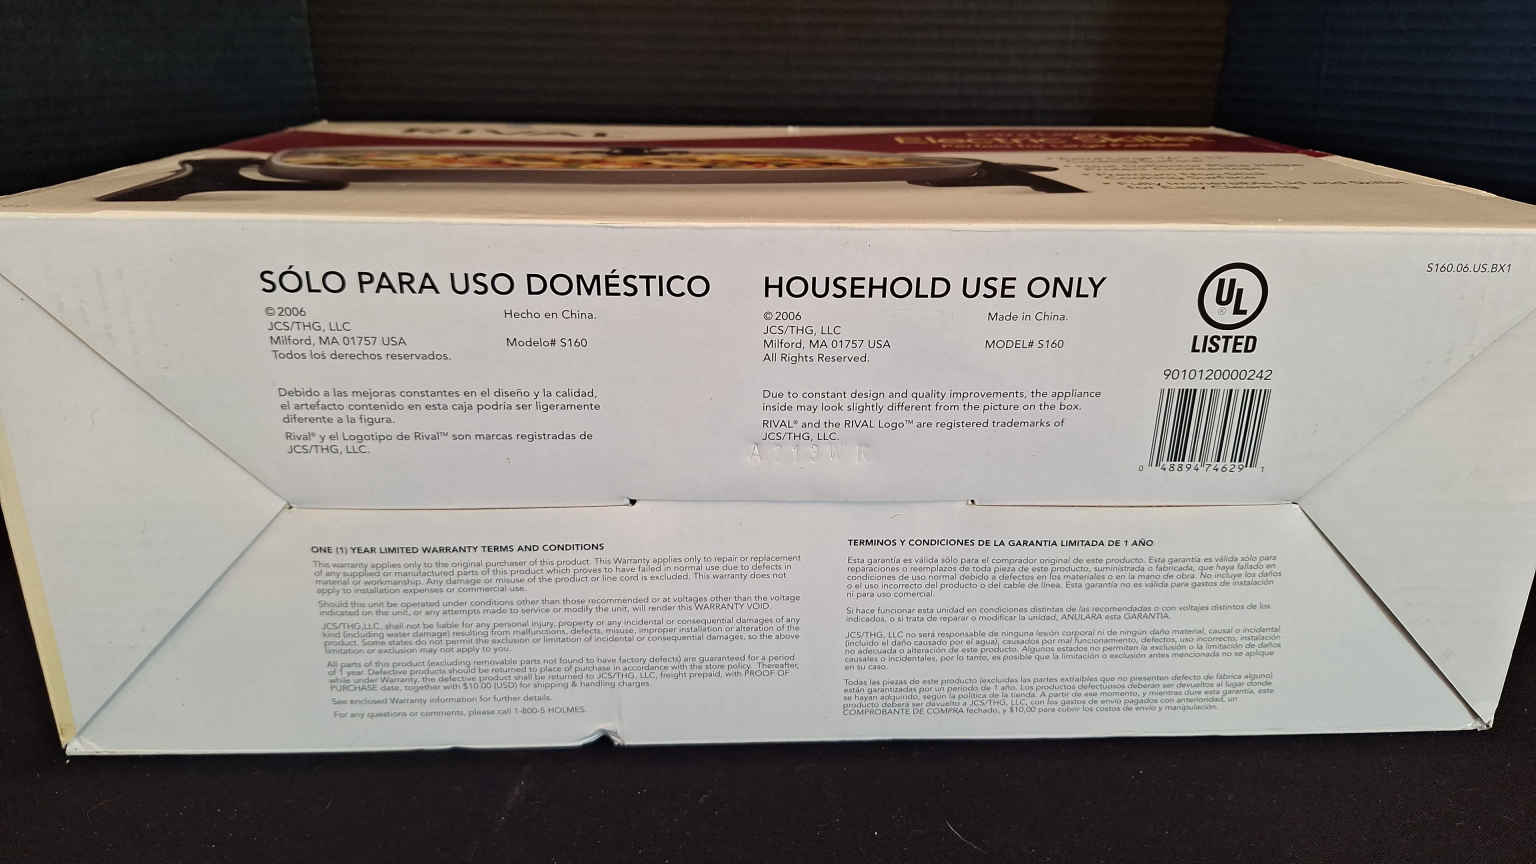 RIVAL
Electric Skillet
SÓLO PARA USO DOMÉSTICO
© 2006
JCS/THG, LLC
Milford, MA 01757 USA
Todos los derechos reservados.
Hecho en China.
Modelo# S160
Debido a las mejoras constantes en el diseño y la calidad,
el artefacto contenido en esta caja podría ser ligeramente
diferente a la figura.
Rival® y el Logotipo de Rival™ son marcas registradas de
JCS/THG, LLC.
HOUSEHOLD USE ONLY
© 2006
JCS/THG, LLC
Milford, MA 01757 USA
All Rights Reserved.
Made in China.
MODEL# S160
Due to constant design and quality improvements, the appliance
inside may look slightly different from the picture on the box.
RIVAL® and the RIVAL Logo™ are registered trademarks of
JCS/THG, LLC.
UL
®
LISTED
9010120000242
0 48894 74629 1
S160.06.US.BX1
ONE (1) YEAR LIMITED WARRANTY TERMS AND CONDITIONS
This warranty applies only to the original purchaser of this product. This Warranty applies only to repair or replacement
of any supplied or manufactured parts of this product which proves to have failed in normal use due to defects in
material or workmanship. Any damage or misuse of the product or line cord is excluded. This warranty does not
apply to installation expenses or commercial use.
Should this unit be operated under conditions other than those recommended or at voltages other than the voltage
indicated on the unit, or any attempts made to service or modify the unit, will render this WARRANTY VOID.
JCS/THG,LLC, shall not be liable for any personal injury, property or any incidental or consequential damages of any
kind (including water damage) resulting from malfunctions, defects, misuse, improper installation or alteration of the
product. Some states do not permit the exclusion or limitation of incidental or consequential damages, so the above
limitation or exclusion may not apply to you.
All parts of this product (excluding removable parts not found to have factory defects) are guaranteed for a period
of 1 year. Defective products should be returned to place of purchase in accordance with the store policy. Thereafter,
while under Warranty, the defective product shall be returned to JCS/THG, LLC, freight prepaid, with PROOF OF
PURCHASE date, together with $10.00 (USD) for shipping & handling charges.
See enclosed Warranty information for further details.
For any questions or comments, please call 1-800-5 HOLMES.
TERMINOS Y CONDICIONES DE LA GARANTIA LIMITADA DE 1 AÑO
Esta garantía es válida sólo para el comprador original de este producto. Esta garantía es válida sólo para
reparaciones o reemplazos de toda pieza de este producto, suministrada o fabricada, que haya fallado en
condiciones de uso normal debido a defectos en los materiales o en la mano de obra. No incluye los daños
o el uso incorrecto del producto o del cable de línea. Esta garantía no es válida para gastos de instalación
ni para uso comercial.
Si hace funcionar esta unidad en condiciones distintas de las recomendadas o con voltajes distintos de los
indicados, o si trata de reparar o modificar la unidad, ANULARA esta GARANTIA.
JCS/THG, LLC no será responsable de ninguna lesión corporal ni de ningún daño material, causal o incidental
(incluido el daño causado por el agua), causados por mal funcionamiento, defectos, uso incorrecto, instalación
no adecuada o alteración de este producto. Algunos estados no permiten la exclusión o la limitación de daños
causales o incidentales, por lo tanto, es posible que la limitación o exclusión antes mencionada no se aplique
en su caso.
Todas las piezas de este producto (excluidas las partes extraíbles que no presenten defecto de fábrica alguno)
están garantizadas por un período de 1 año. Los productos defectuosos deberán ser devueltos al lugar donde
se hayan adquirido, según la política de la tienda. A partir de ese momento, y mientras dure esta garantía, este
producto deberá ser devuelto a JCS/THG, LLC, con los gastos de envío pagados con anterioridad, un
COMPROBANTE DE COMPRA fechado, y $10,00 para cubrir los costes de envío y manipulación.